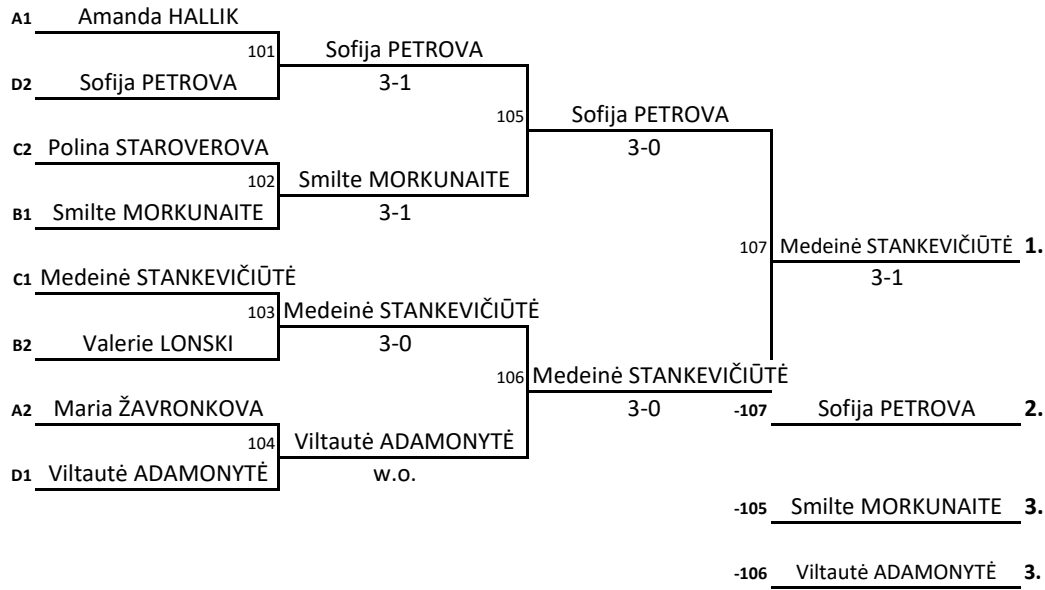 A1 Amanda HALLIK
101 Sofija PETROVA
D2 Sofija PETROVA 3-1
105 Sofija PETROVA
C2 Polina STAROVEROVA 3-0
102 Smilte MORKUNAITE
B1 Smilte MORKUNAITE 3-1
107 Medeinė STANKEVIČIŪTĖ 1.
C1 Medeinė STANKEVIČIŪTĖ 3-1
103 Medeinė STANKEVIČIŪTĖ
B2 Valerie LONSKI 3-0
106 Medeinė STANKEVIČIŪTĖ
A2 Maria ŽAVRONKOVA 3-0 -107 Sofija PETROVA 2.
104 Viltautė ADAMONYTĖ
D1 Viltautė ADAMONYTĖ w.o.
-105 Smilte MORKUNAITE 3.
-106 Viltautė ADAMONYTĖ 3.